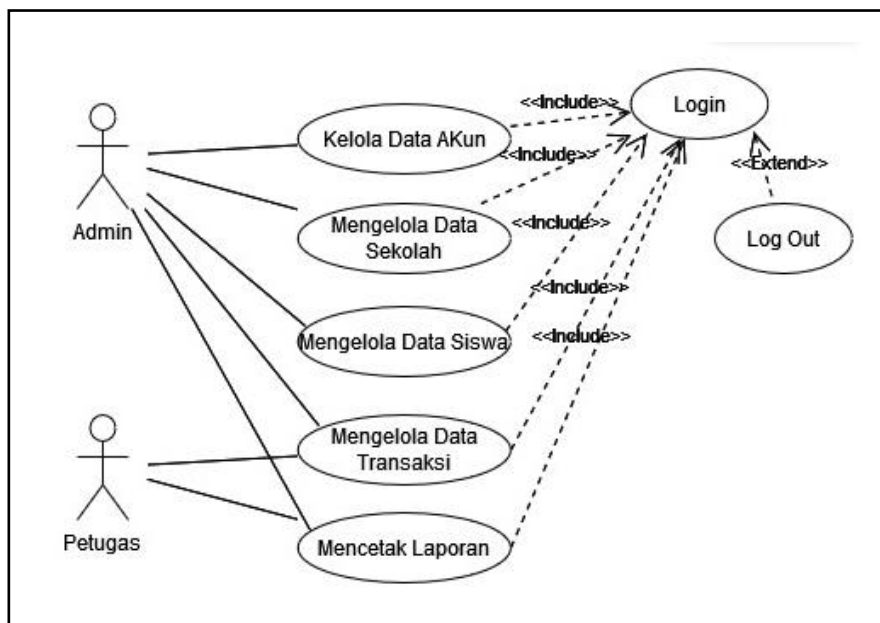 <<Include>>
Login
Kelola Data AKun
<<Include>>
<<Extend>>
Admin
Mengelola Data
Sekolah
<<Include>>
Log Out
<<Include>>
Mengelola Data Siswa
<<Include>>
Mengelola Data
Transaksi
Petugas
Mencetak Laporan